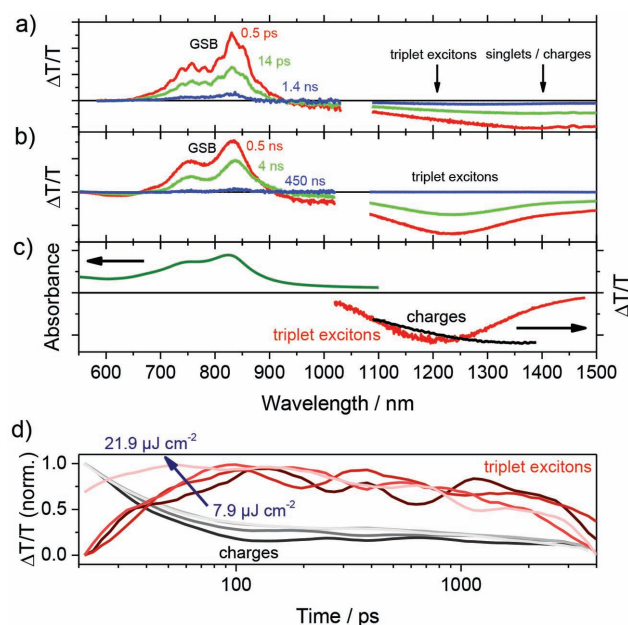 a)
ΔT/T
GSB
0.5 ps
14 ps
1.4 ns
triplet excitons
singlets / charges
b)
ΔT/T
GSB
0.5 ns
4 ns
450 ns
triplet excitons
c)
Absorbance
charges
triplet excitons
ΔT/T
600 700 800 900 1000 1100 1200 1300 1400 1500
Wavelength / nm
d)
ΔT/T (norm.)
1.0
0.5
0.0
21.9 µJ cm⁻²
7.9 µJ cm⁻²
triplet excitons
charges
100 1000
Time / ps